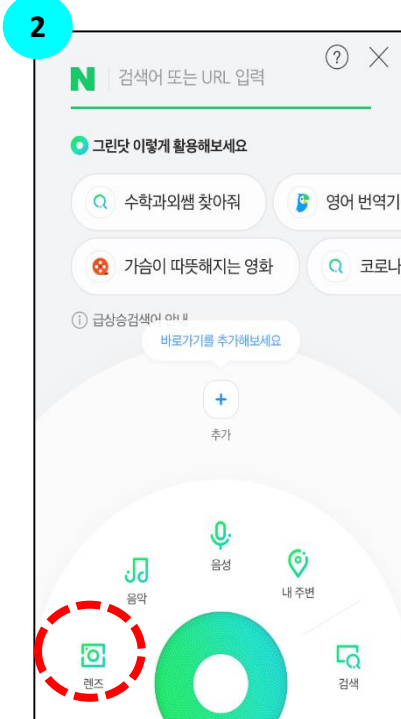 2
N 검색어 또는 URL 입력 ?
그린닷 이렇게 활용해보세요
수학과외쌤 찾아줘 영어 번역기
가슴이 따뜻해지는 영화 코로나
급상승검색어 안내
바로가기를 추가해보세요
추가
음성
음악 내 주변
렌즈 검색